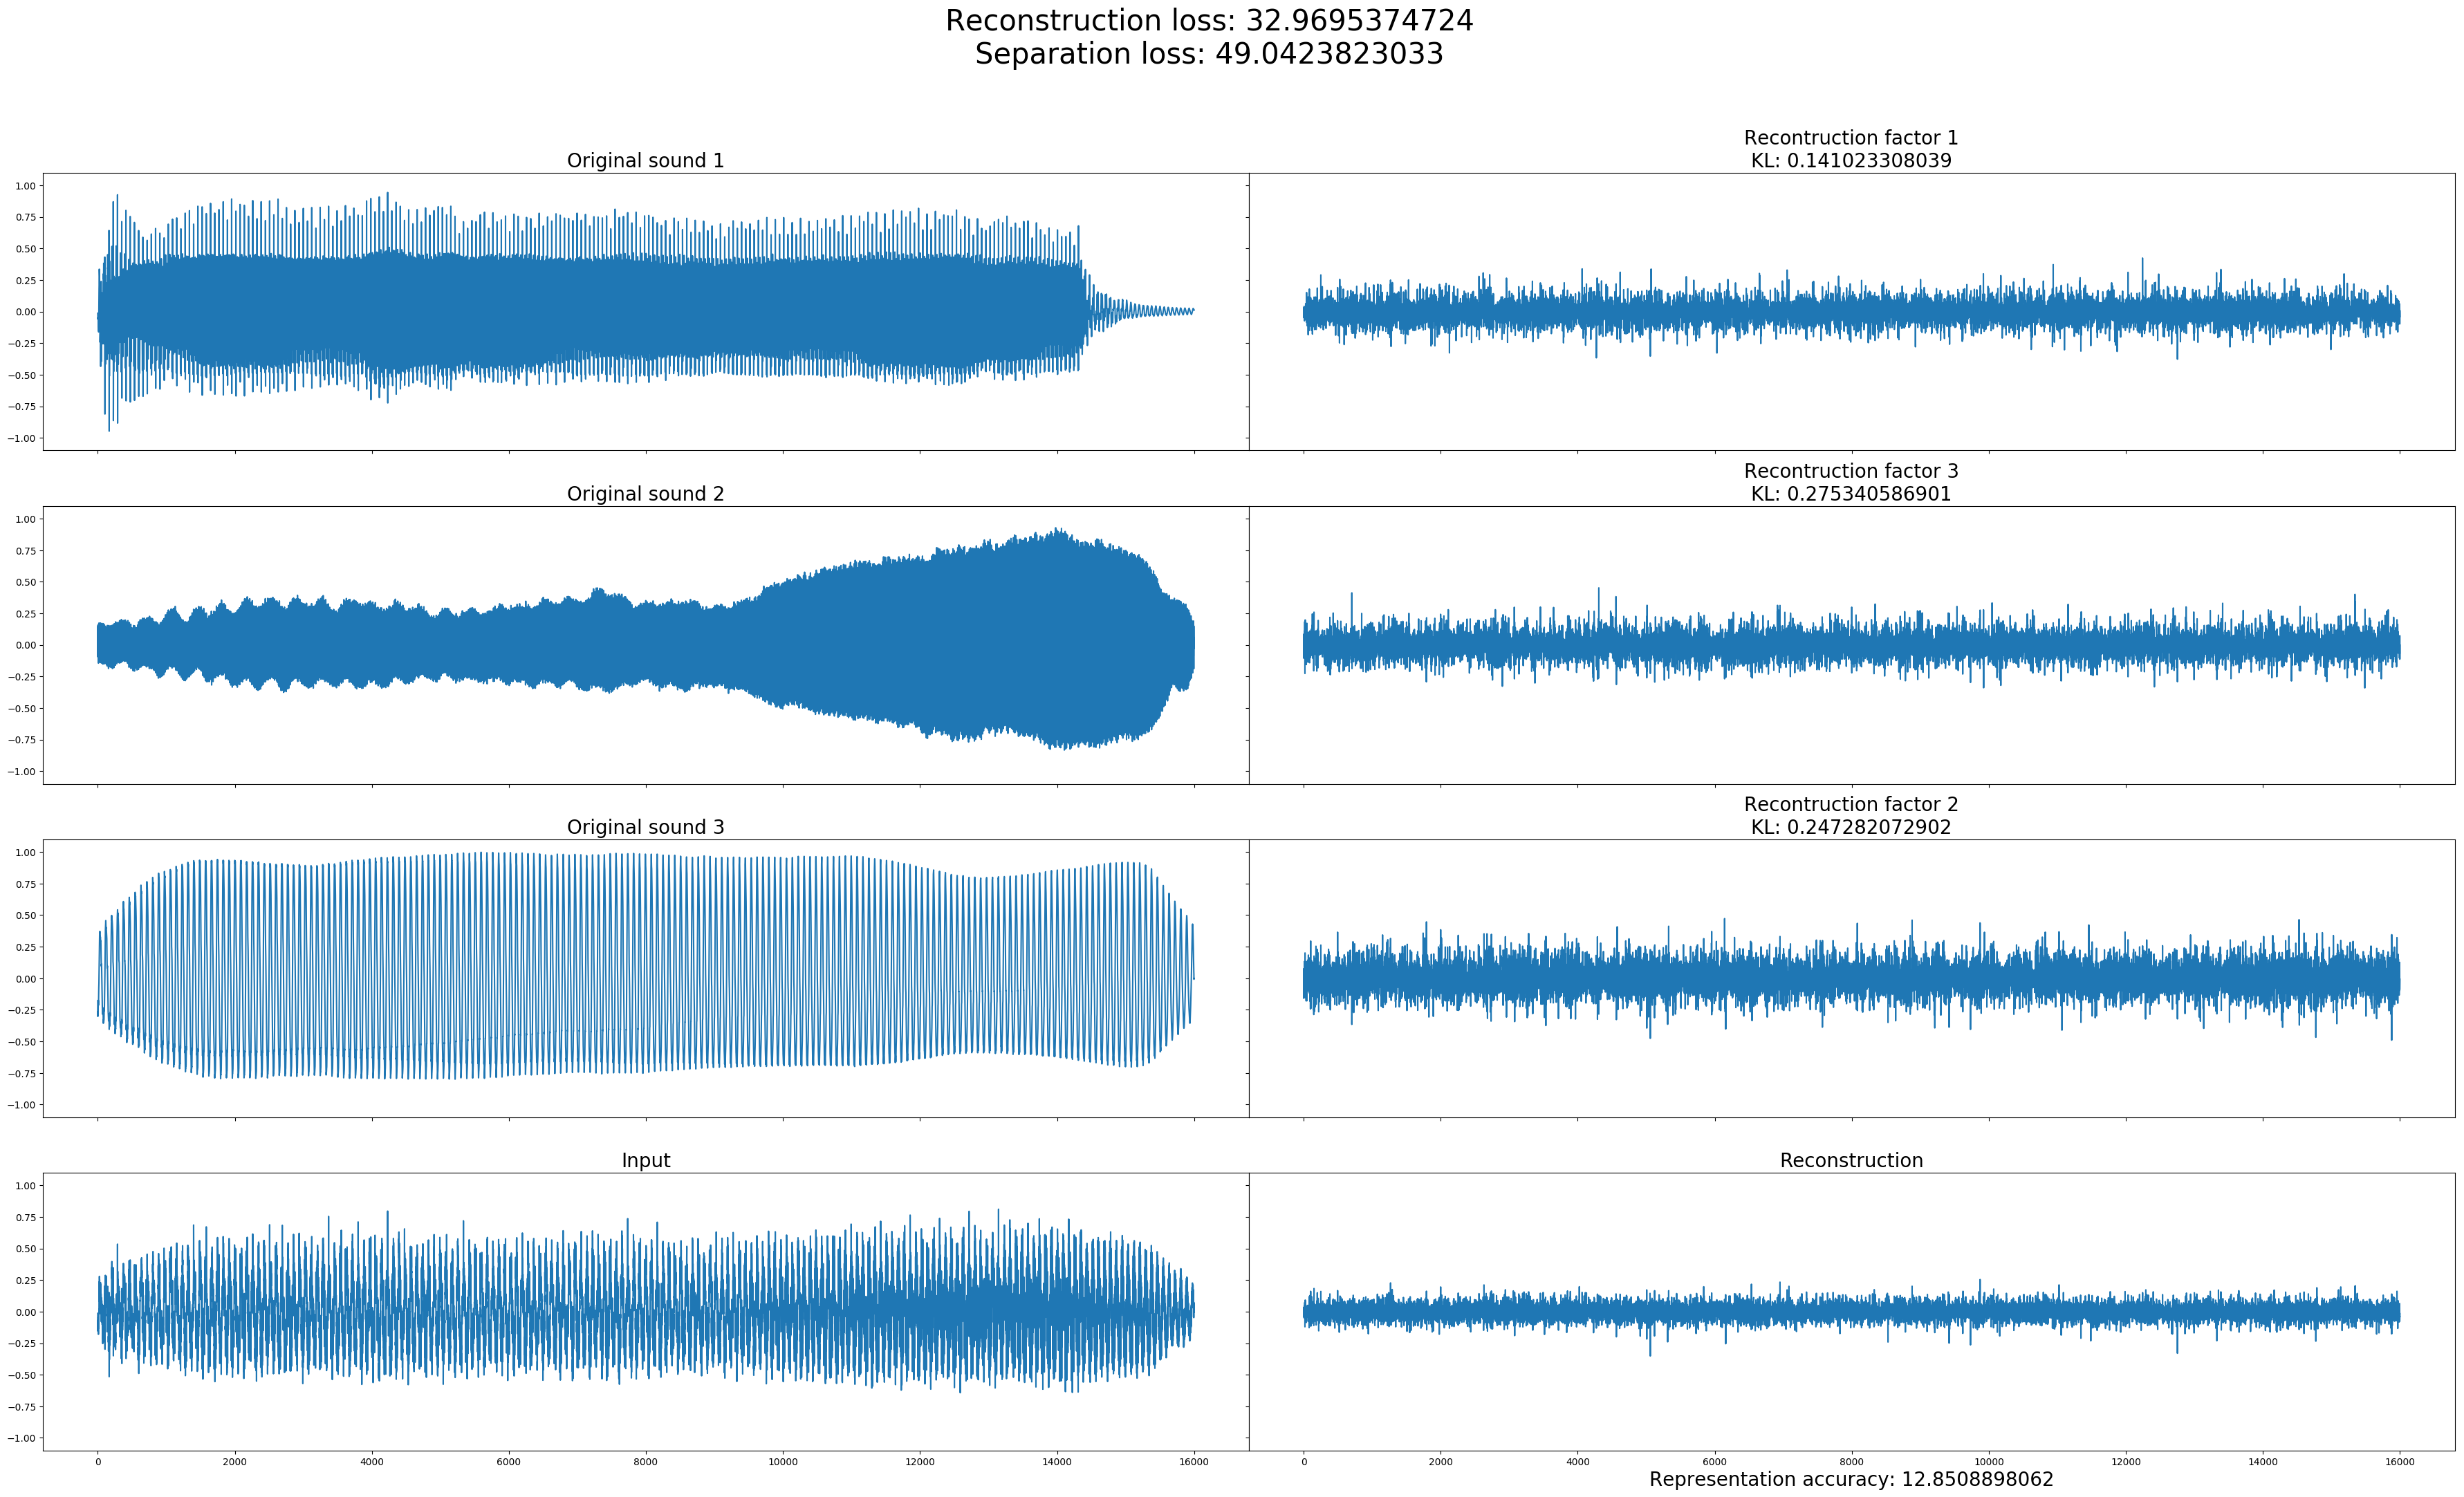 Reconstruction loss: 32.9695374724
Separation loss: 49.0423823033
Original sound 1
Recontruction factor 1
KL: 0.141023308039
1.00
0.75
0.50
0.25
0.00
−0.25
−0.50
−0.75
−1.00
Original sound 2
Recontruction factor 3
KL: 0.275340586901
1.00
0.75
0.50
0.25
0.00
−0.25
−0.50
−0.75
−1.00
Original sound 3
Recontruction factor 2
KL: 0.247282072902
1.00
0.75
0.50
0.25
0.00
−0.25
−0.50
−0.75
−1.00
Input
Reconstruction
1.00
0.75
0.50
0.25
0.00
−0.25
−0.50
−0.75
−1.00
0 2000 4000 6000 8000 10000 12000 14000 16000
0 2000 4000 6000 8000 10000 12000 14000 16000
Representation accuracy: 12.8508898062